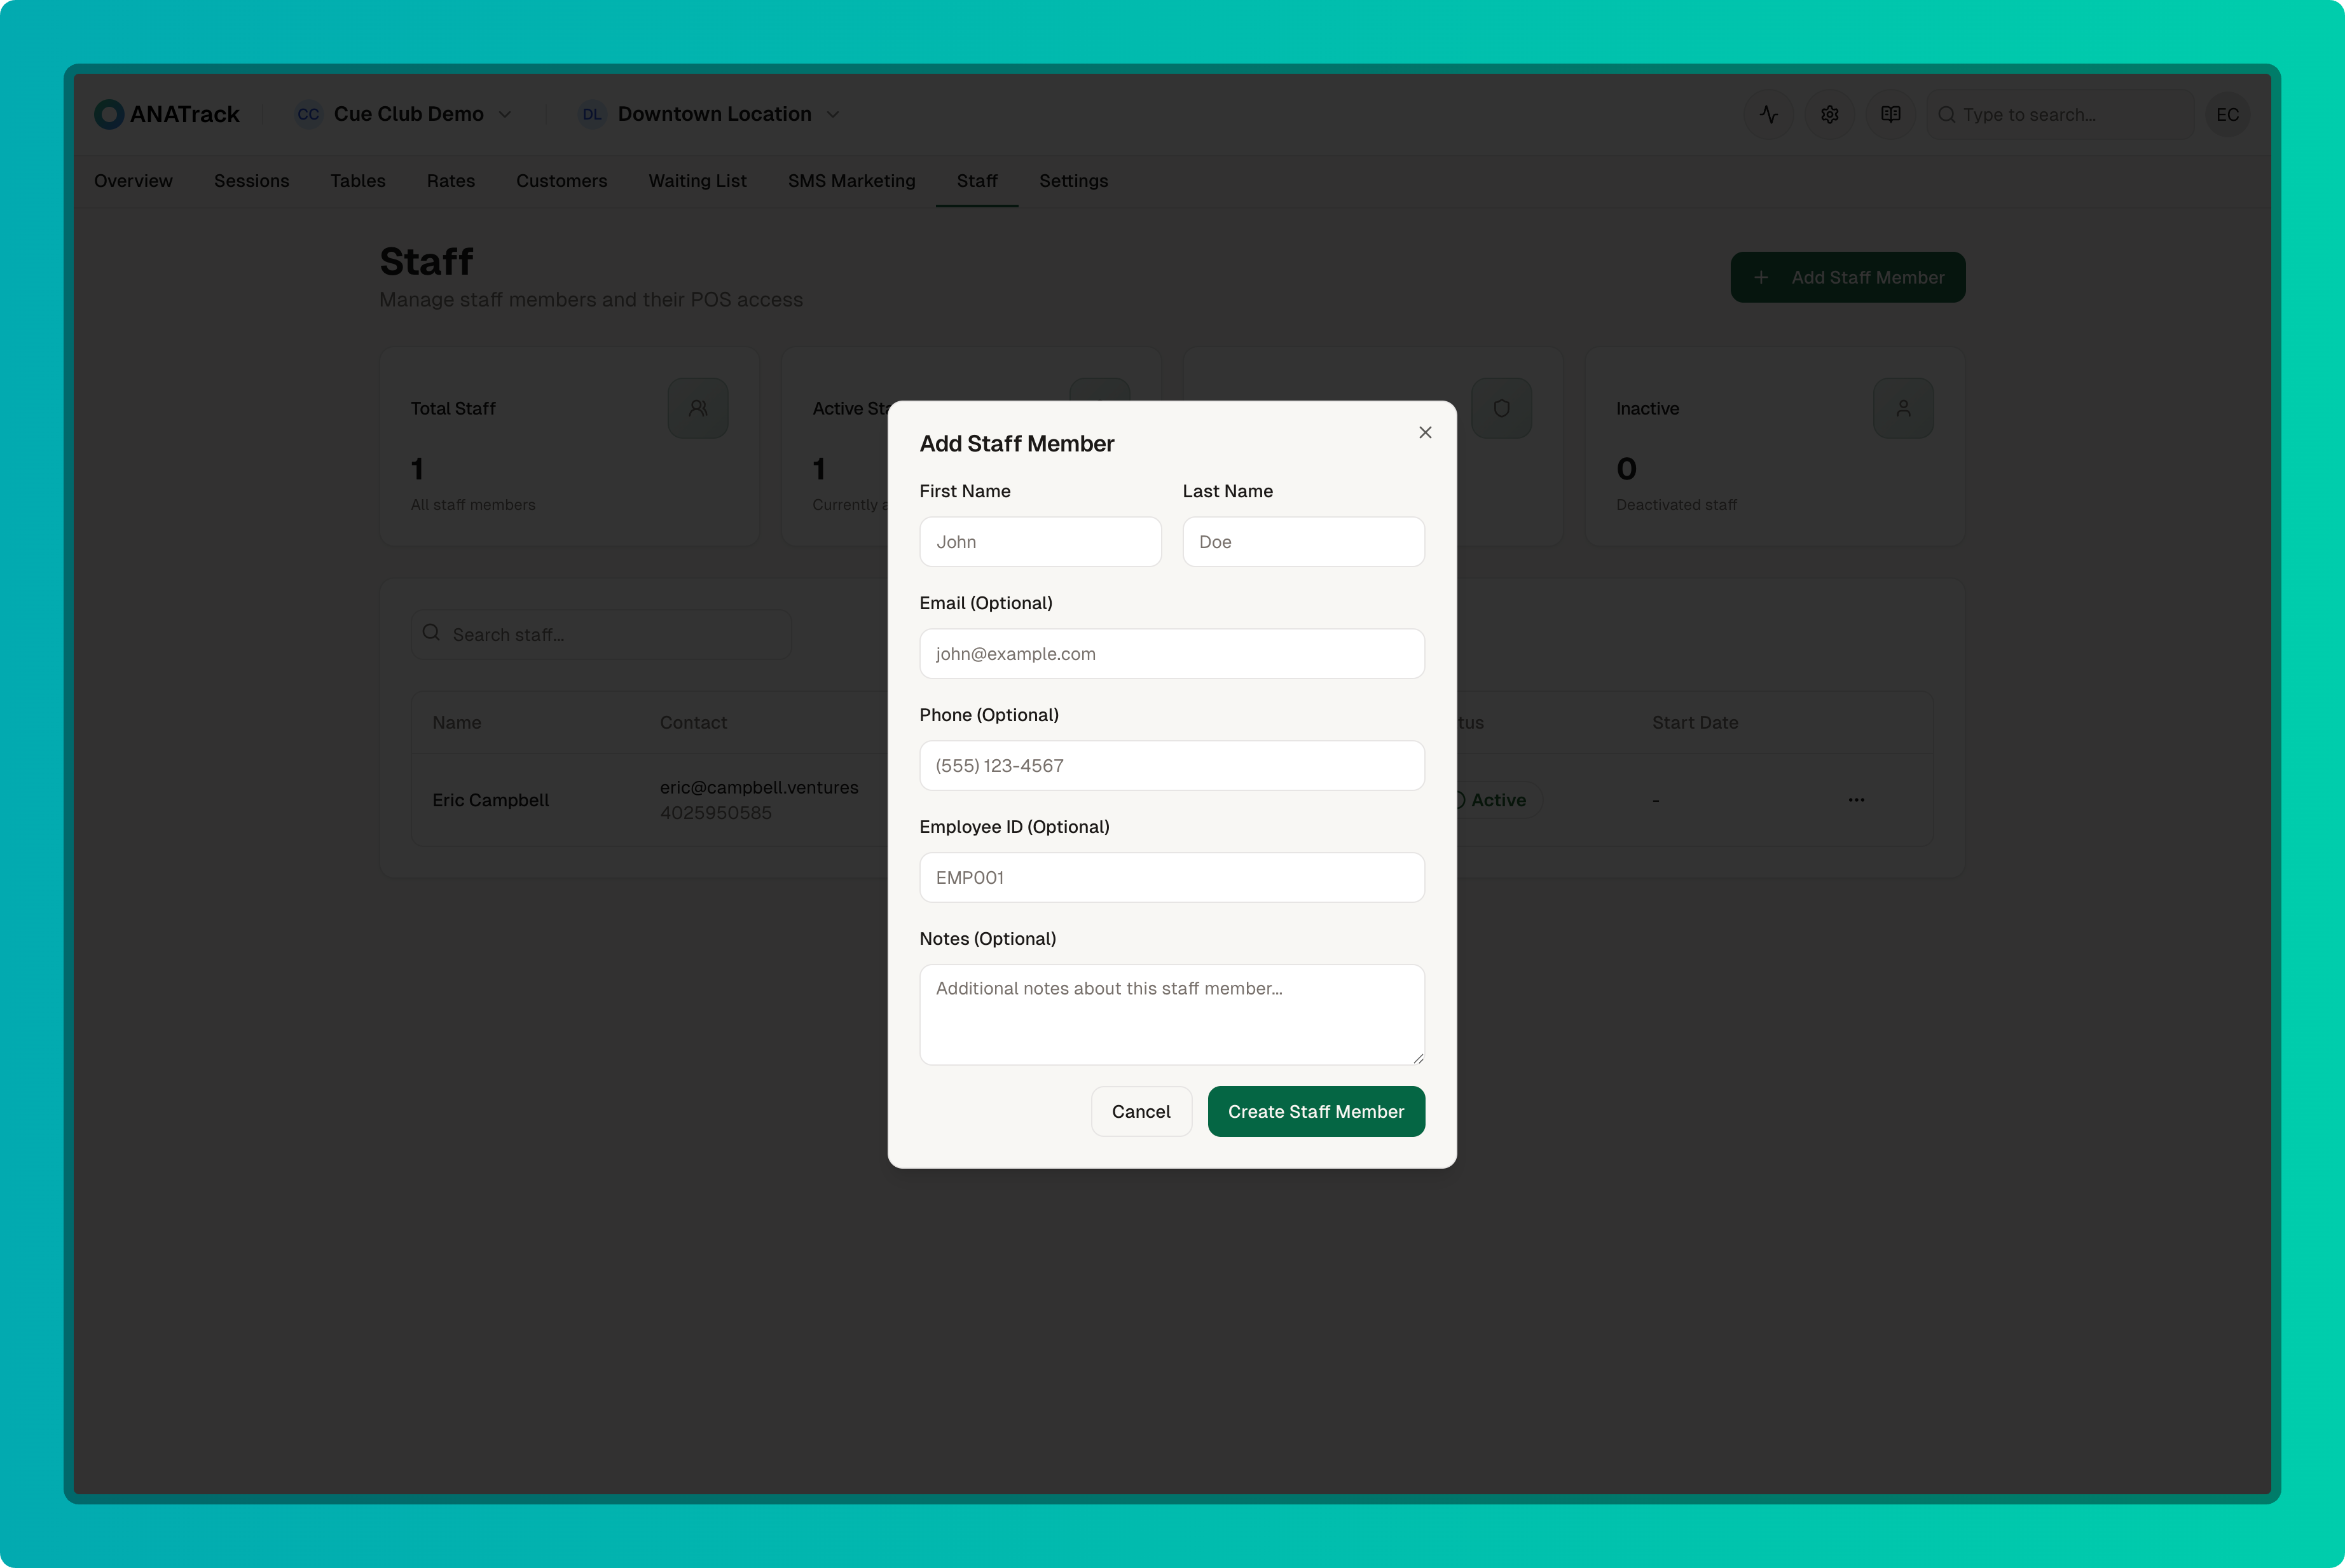 ANATrack CC Cue Club Demo DL Downtown Location Type to search... EC
Overview Sessions Tables Rates Customers Waiting List SMS Marketing Staff Settings
Staff
Manage staff members and their POS access
Add Staff Member
Total Staff
1
All staff members
Active
1
Currently
Inactive
0
Deactivated staff
Search staff...
Name Contact Start Date
Eric Campbell
eric@campbell.ventures
4025950585
Active - ...
Add Staff Member
First Name Last Name
John Doe
Email (Optional)
john@example.com
Phone (Optional)
(555) 123-4567
Employee ID (Optional)
EMP001
Notes (Optional)
Additional notes about this staff member...
Cancel Create Staff Member